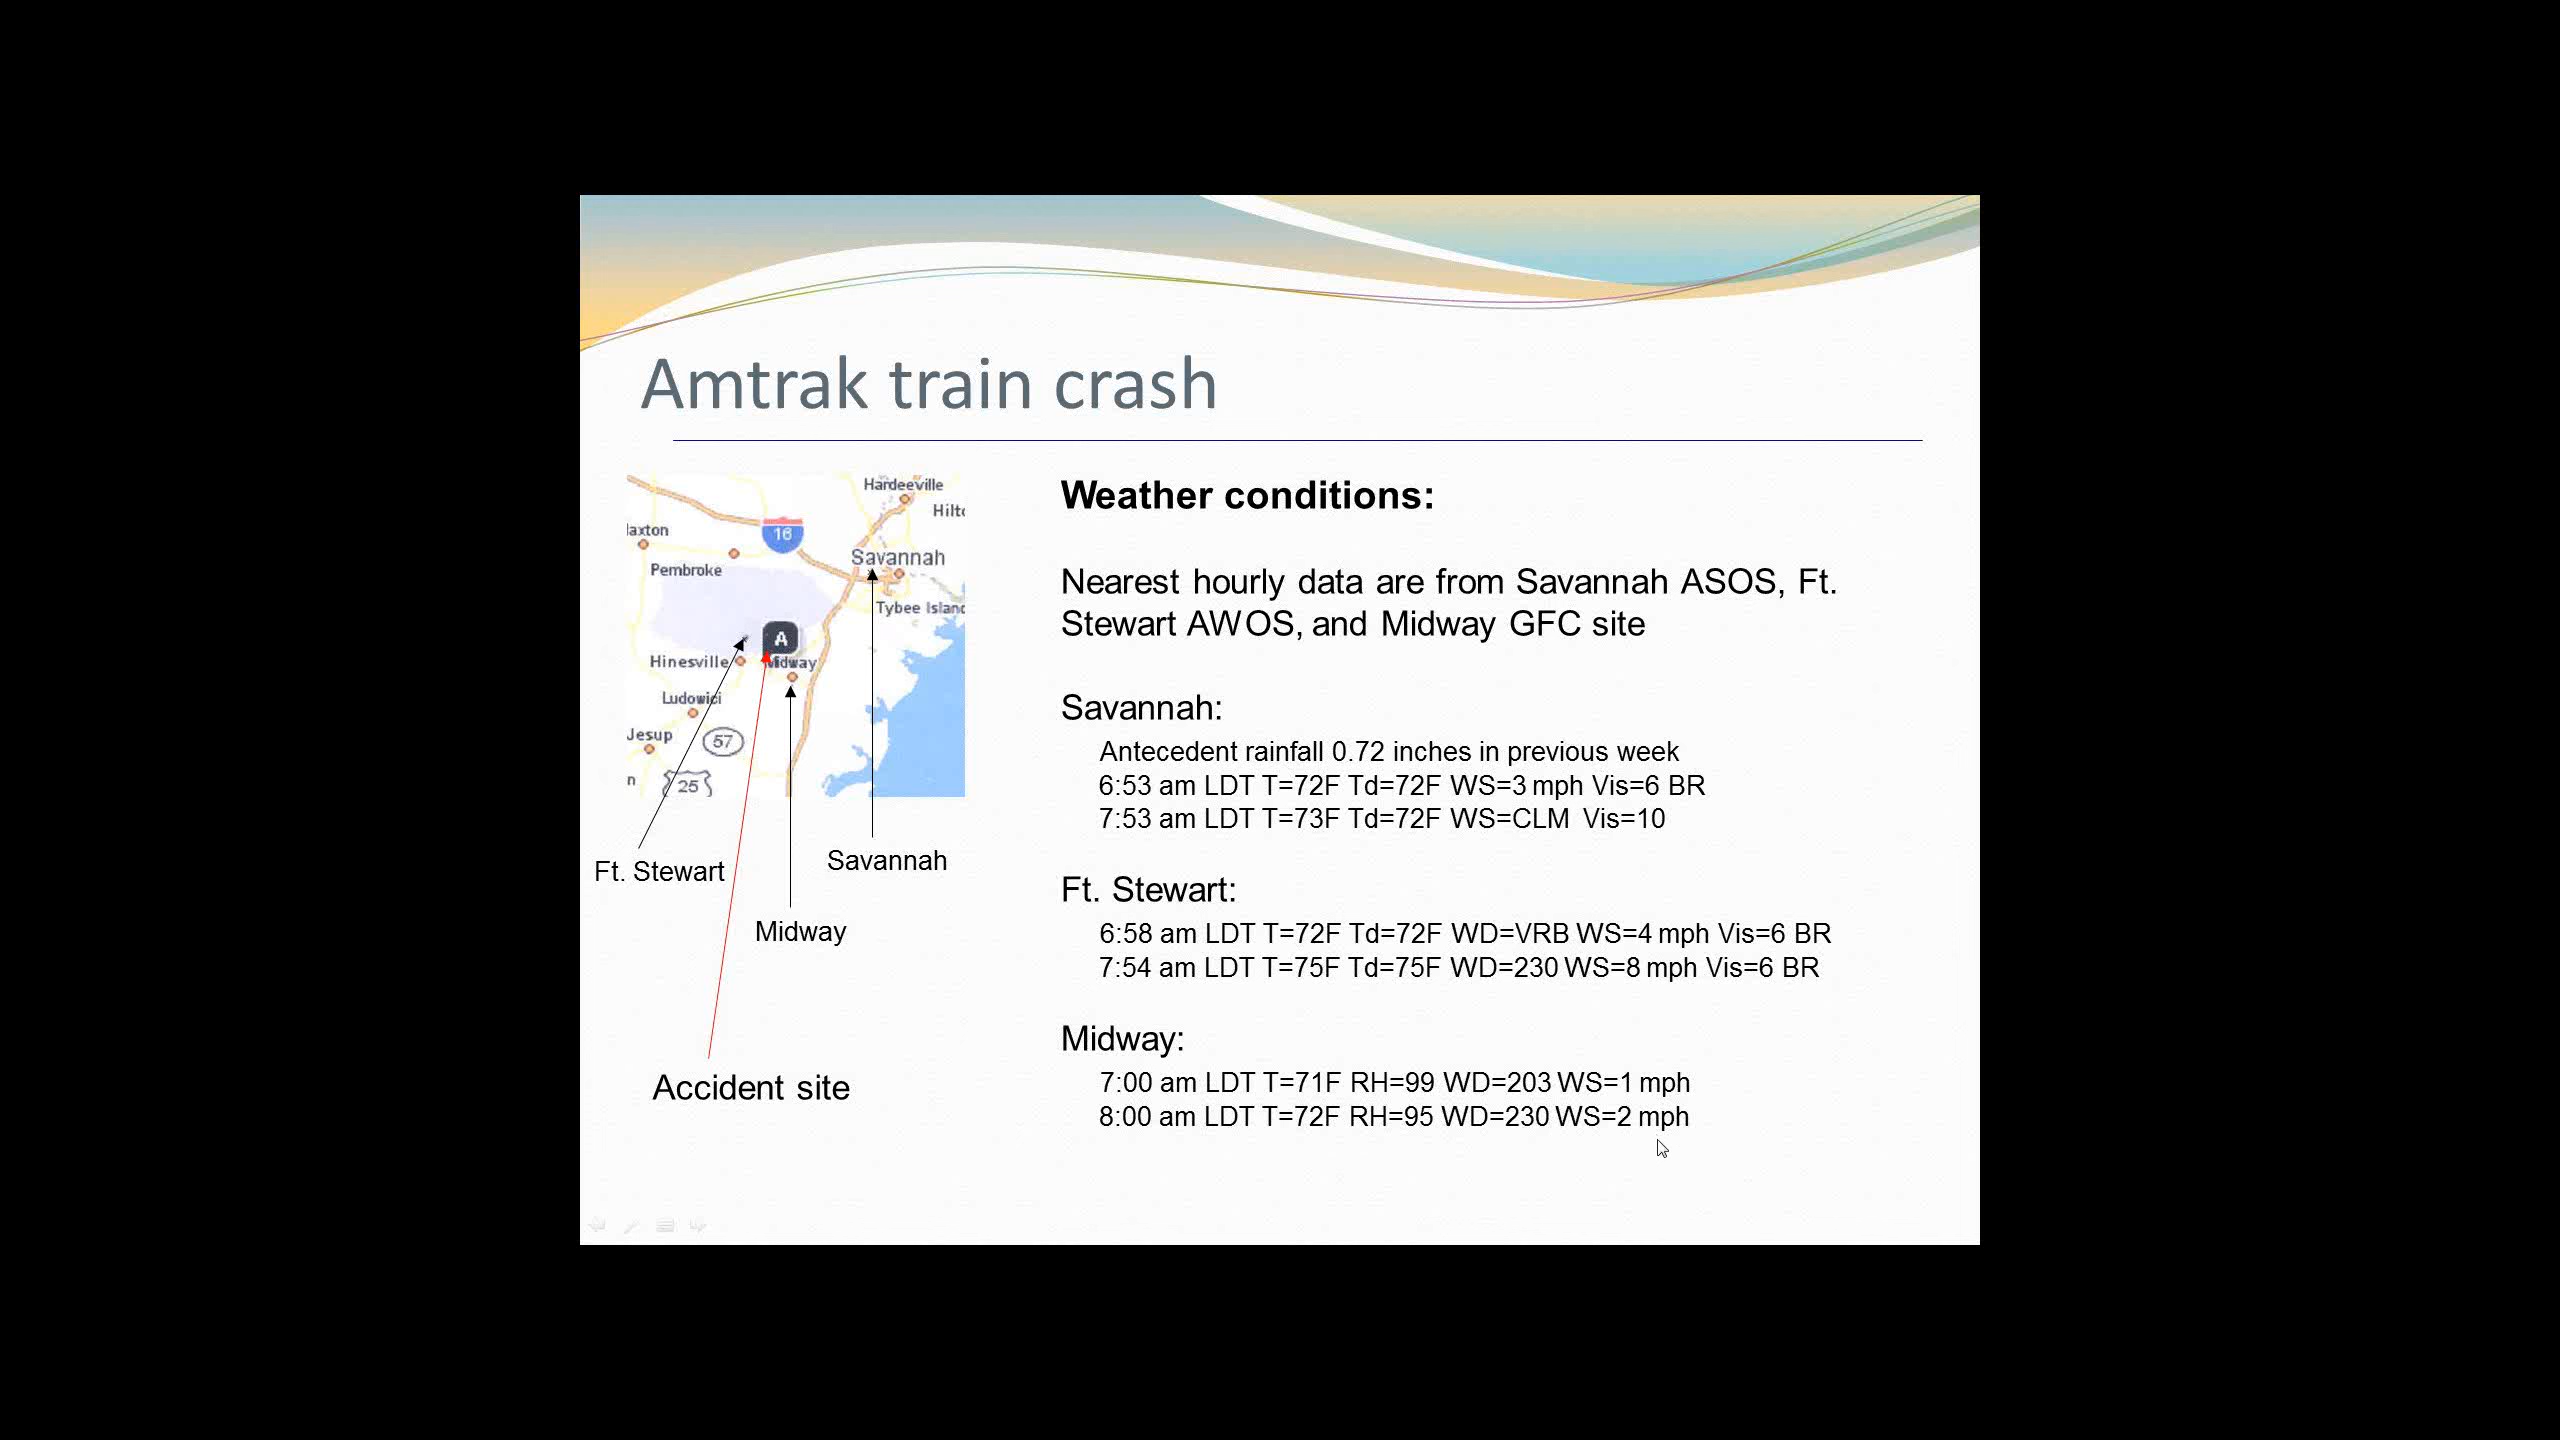 Amtrak train crash
Hardeeville
16
Savannah
Pembroke
A
Hinesville
Midway
Ludowici
Jesup
57
n
25
Ft. Stewart
Savannah
Midway
Accident site
Weather conditions:
Nearest hourly data are from Savannah ASOS, Ft.
Stewart AWOS, and Midway GFC site
Savannah:
Antecedent rainfall 0.72 inches in previous week
6:53 am LDT T=72F Td=72F WS=3 mph Vis=6 BR
7:53 am LDT T=73F Td=72F WS=CLM Vis=10
Ft. Stewart:
6:58 am LDT T=72F Td=72F WD=VRB WS=4 mph Vis=6 BR
7:54 am LDT T=75F Td=75F WD=230 WS=8 mph Vis=6 BR
Midway:
7:00 am LDT T=71F RH=99 WD=203 WS=1 mph
8:00 am LDT T=72F RH=95 WD=230 WS=2 mph